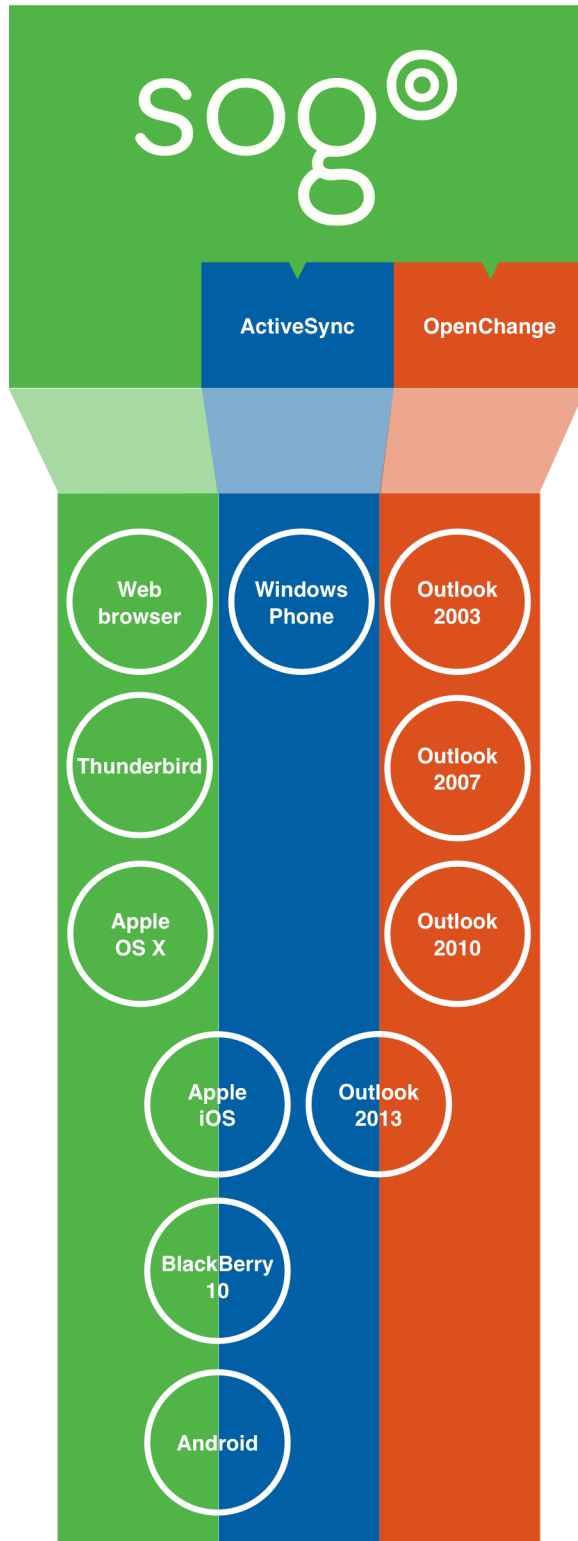 sogo
ActiveSync
OpenChange
Web
browser
Windows
Phone
Outlook
2003
Thunderbird
Outlook
2007
Apple
OS X
Outlook
2010
Apple
iOS
Outlook
2013
BlackBerry
10
Android